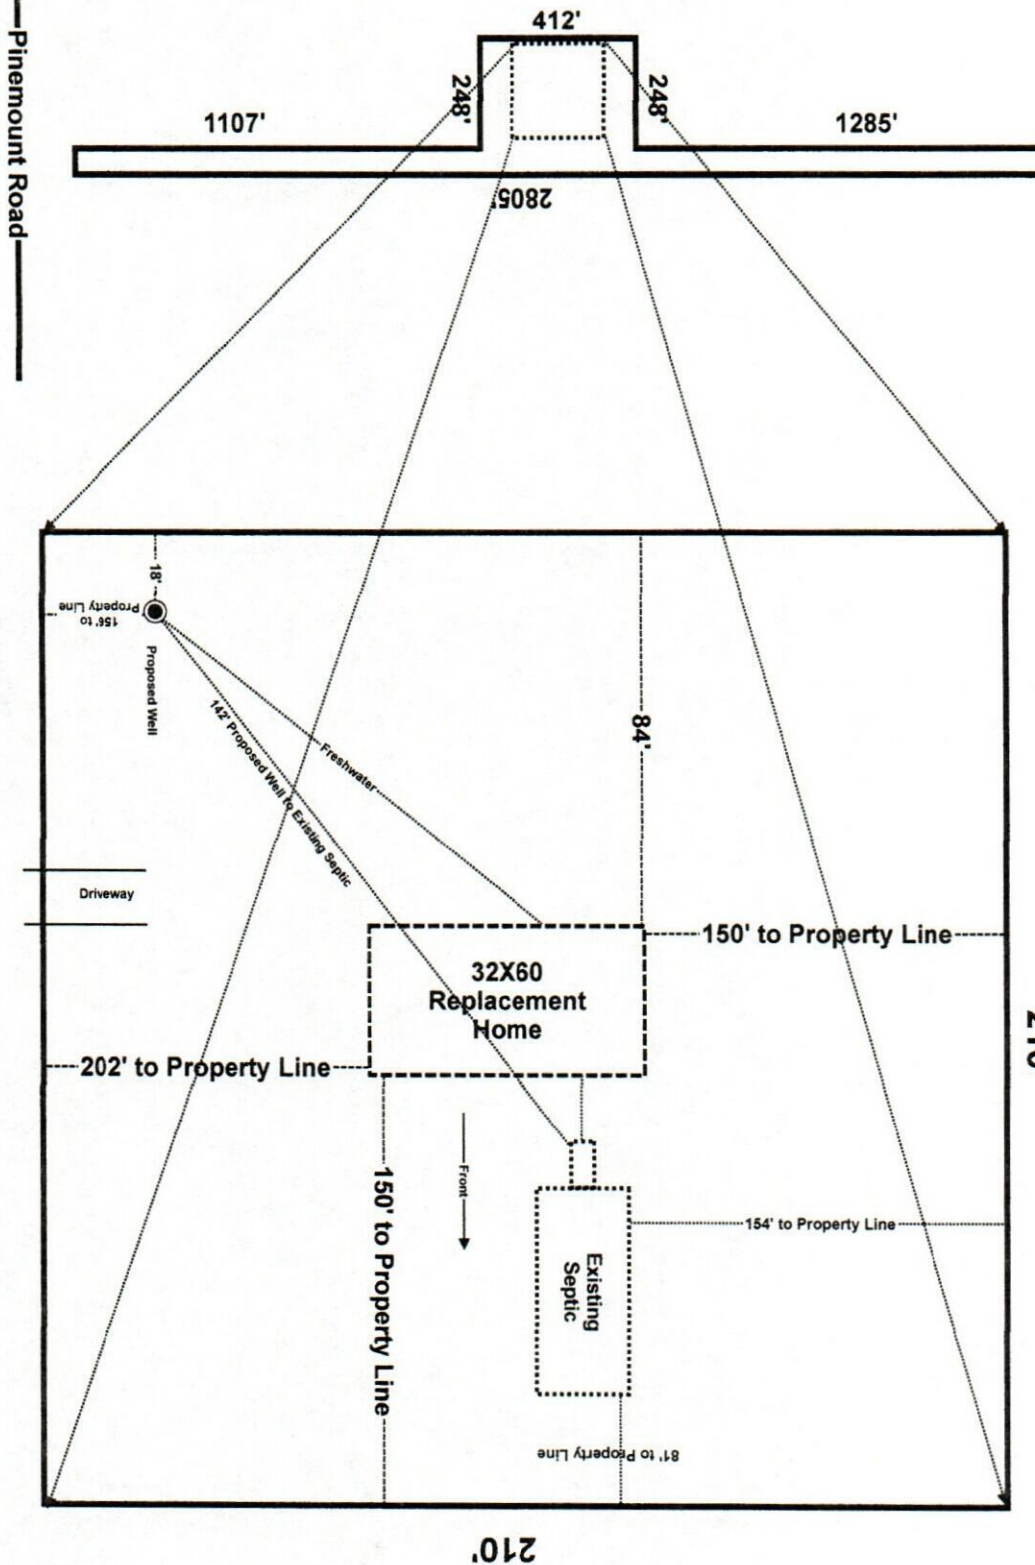 Pinemount Road
412'
248'
248'
1107'
1285'
2805'
18'
156' to
Property Line
Proposed Well
Freshwater
142' Proposed Well to Existing Septic
84'
Driveway
150' to Property Line
32X60
Replacement
Home
202' to Property Line
150' to Property Line
Front
154' to Property Line
Existing
Septic
81' to Property Line
210'